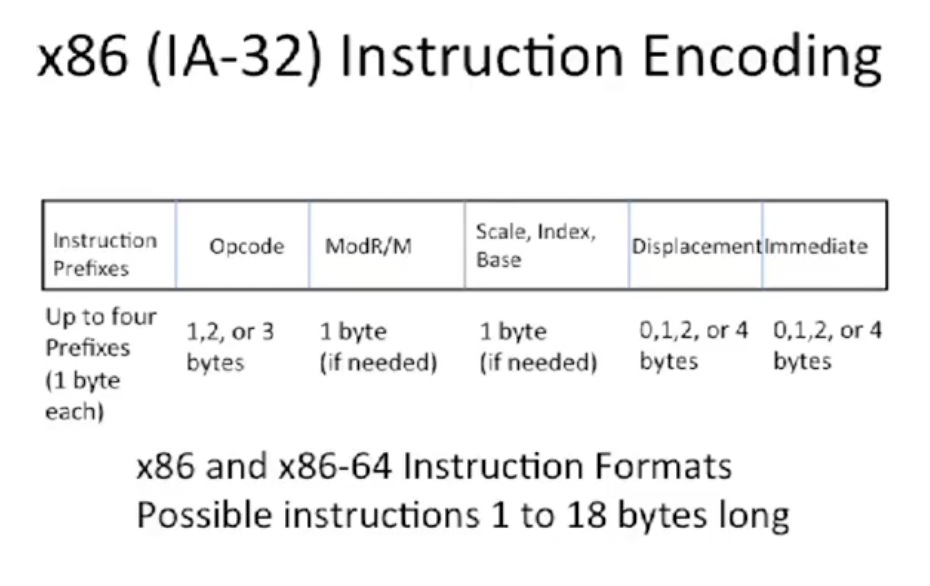 x86 (IA-32) Instruction Encoding
Instruction
Prefixes
Opcode
ModR/M
Scale, Index,
Base
Displacement
Immediate
Up to four
Prefixes
(1 byte
each)
1,2, or 3
bytes
1 byte
(if needed)
1 byte
(if needed)
0,1,2, or 4
bytes
0,1,2, or 4
bytes
x86 and x86-64 Instruction Formats
Possible instructions 1 to 18 bytes long